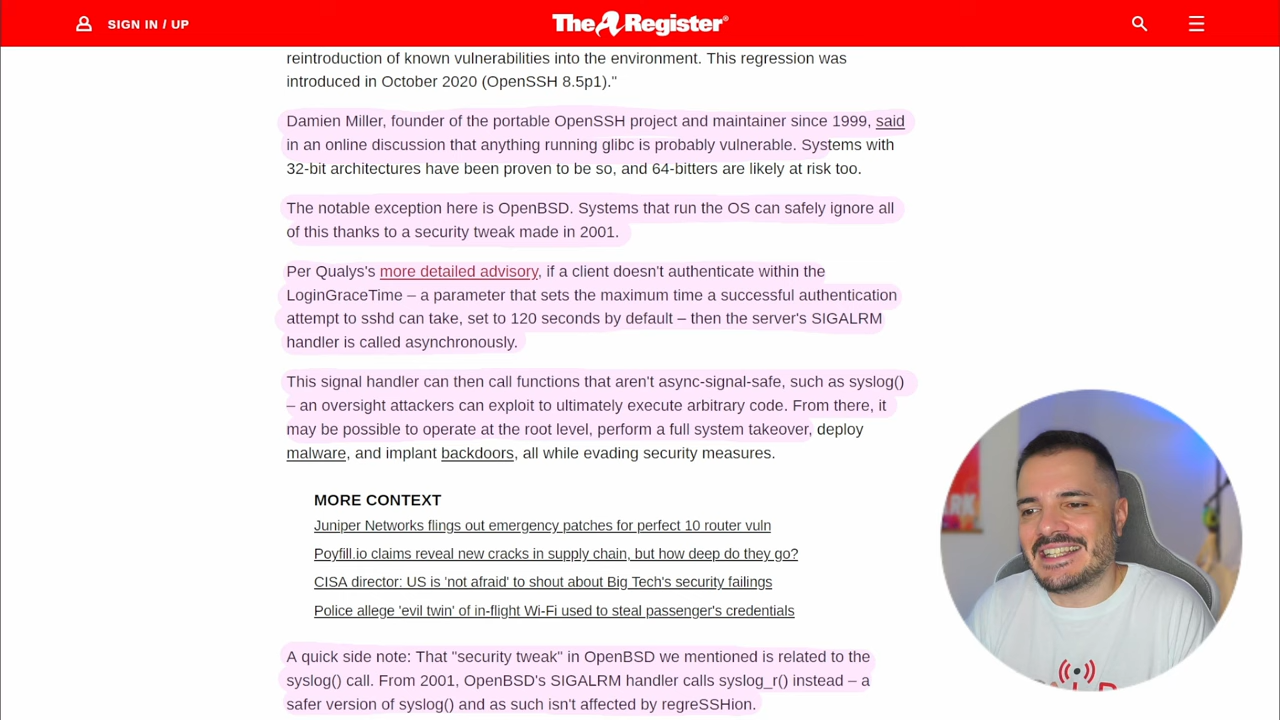 SIGN IN / UP
The Register®
reintroduction of known vulnerabilities into the environment. This regression was
introduced in October 2020 (OpenSSH 8.5p1)."
Damien Miller, founder of the portable OpenSSH project and maintainer since 1999, said
in an online discussion that anything running glibc is probably vulnerable. Systems with
32-bit architectures have been proven to be so, and 64-bitters are likely at risk too.
The notable exception here is OpenBSD. Systems that run the OS can safely ignore all
of this thanks to a security tweak made in 2001.
Per Qualys's more detailed advisory, if a client doesn't authenticate within the
LoginGraceTime – a parameter that sets the maximum time a successful authentication
attempt to sshd can take, set to 120 seconds by default – then the server's SIGALRM
handler is called asynchronously.
This signal handler can then call functions that aren't async-signal-safe, such as syslog()
– an oversight attackers can exploit to ultimately execute arbitrary code. From there, it
may be possible to operate at the root level, perform a full system takeover, deploy
malware, and implant backdoors, all while evading security measures.
MORE CONTEXT
Juniper Networks flings out emergency patches for perfect 10 router vuln
Poyfill.io claims reveal new cracks in supply chain, but how deep do they go?
CISA director: US is 'not afraid' to shout about Big Tech's security failings
Police allege 'evil twin' of in-flight Wi-Fi used to steal passenger's credentials
A quick side note: That "security tweak" in OpenBSD we mentioned is related to the
syslog() call. From 2001, OpenBSD's SIGALRM handler calls syslog_r() instead – a
safer version of syslog() and as such isn't affected by regreSSHion.